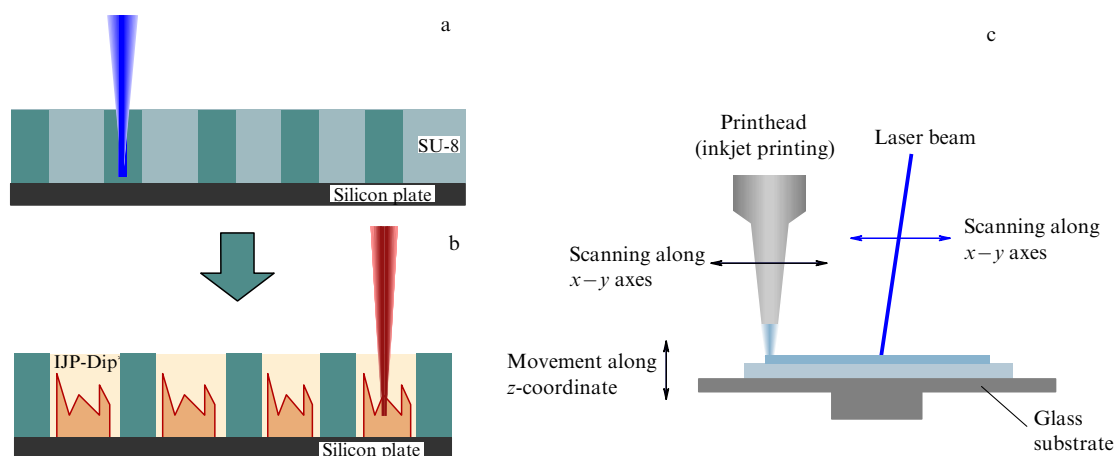 a
SU-8
Silicon plate
b
IJP-Dip
Silicon plate
c
Printhead
(inkjet printing)
Laser beam
Scanning along
x–y axes
Scanning along
x–y axes
Movement along
z-coordinate
Glass
substrate